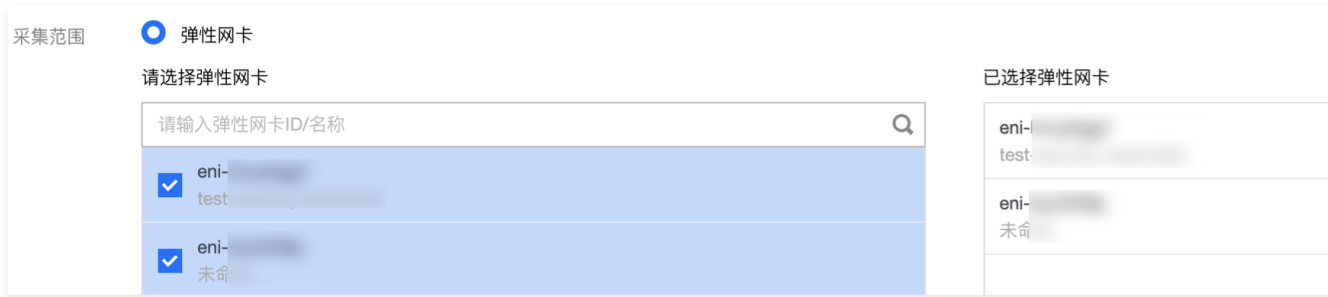 采集范围
弹性网卡
请选择弹性网卡
请输入弹性网卡ID/名称
eni-
test
eni-
未命
已选择弹性网卡
eni-
test-
eni-
未命